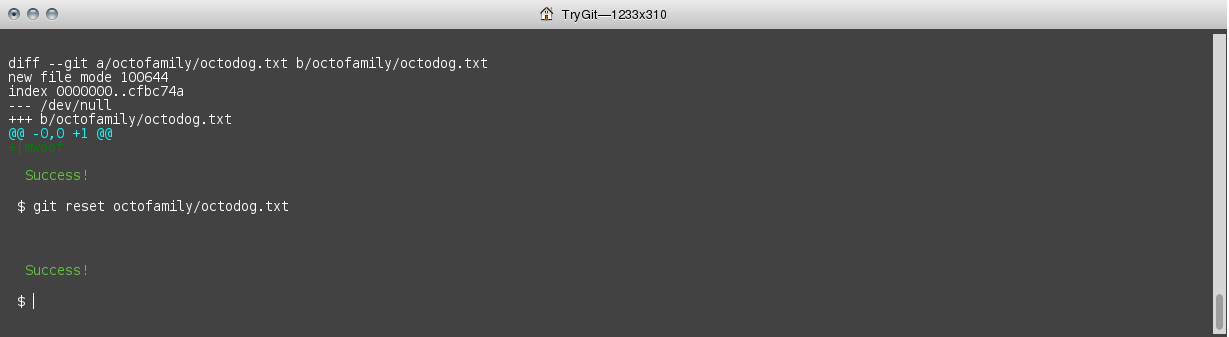 TryGit—1233x310
diff --git a/octofamily/octodog.txt b/octofamily/octodog.txt
new file mode 100644
index 0000000..cfbc74a
--- /dev/null
+++ b/octofamily/octodog.txt
@@ -0,0 +1 @@
+[mwoof
Success!
$ git reset octofamily/octodog.txt
Success!
$